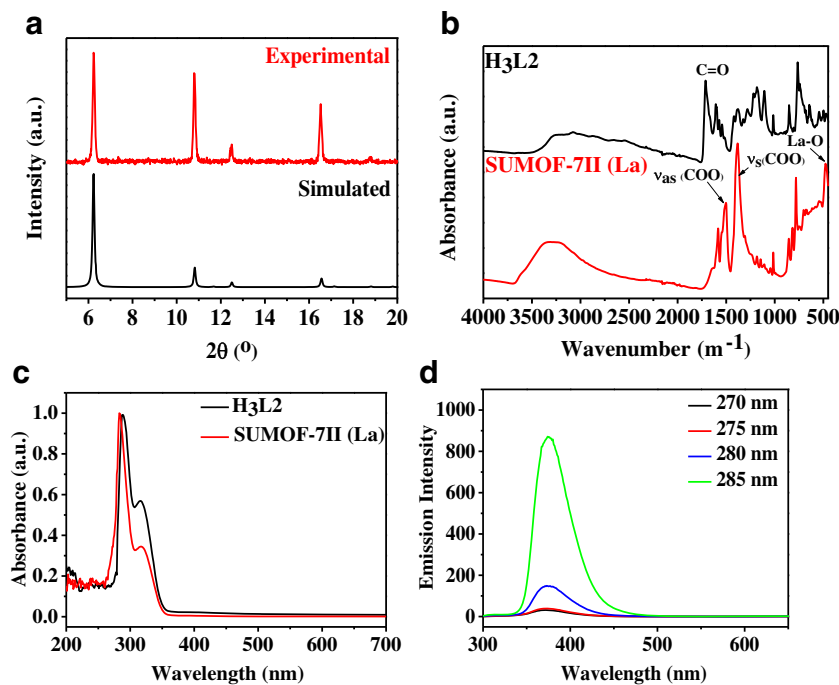 a
Experimental
Simulated
Intensity (a.u.)
6 8 10 12 14 16 18 20
2θ (º)
b
H3L2
C=O
La-O
SUMOF-7II (La)
νas (COO)
νs(COO)
Absorbance (a.u.)
4000 3500 3000 2500 2000 1500 1000 500
Wavenumber (m-1)
c
H3L2
SUMOF-7II (La)
1.0
0.8
0.6
0.4
0.2
0.0
Absorbance (a.u.)
200 300 400 500 600 700
Wavelength (nm)
d
270 nm
275 nm
280 nm
285 nm
1000
800
600
400
200
0
Emission Intensity
300 400 500 600
Wavelength (nm)